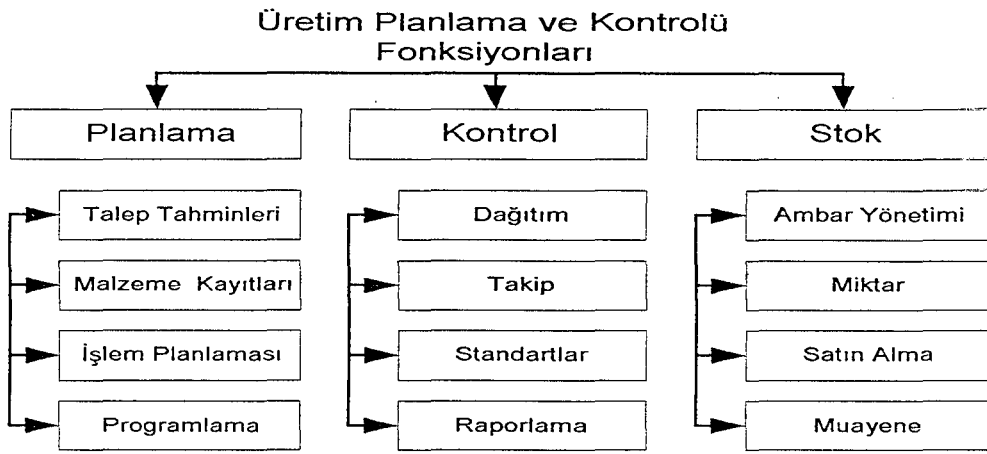 Üretim Planlama ve Kontrolü
Fonksiyonları
Planlama
Kontrol
Stok
Talep Tahminleri
Dağıtım
Ambar Yönetimi
Malzeme Kayıtları
Takip
Miktar
İşlem Planlaması
Standartlar
Satın Alma
Programlama
Raporlama
Muayene